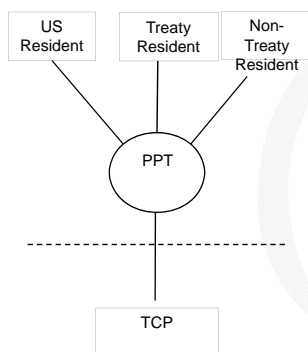 US
Resident
Treaty
Resident
Non-
Treaty
Resident
PPT
TCP